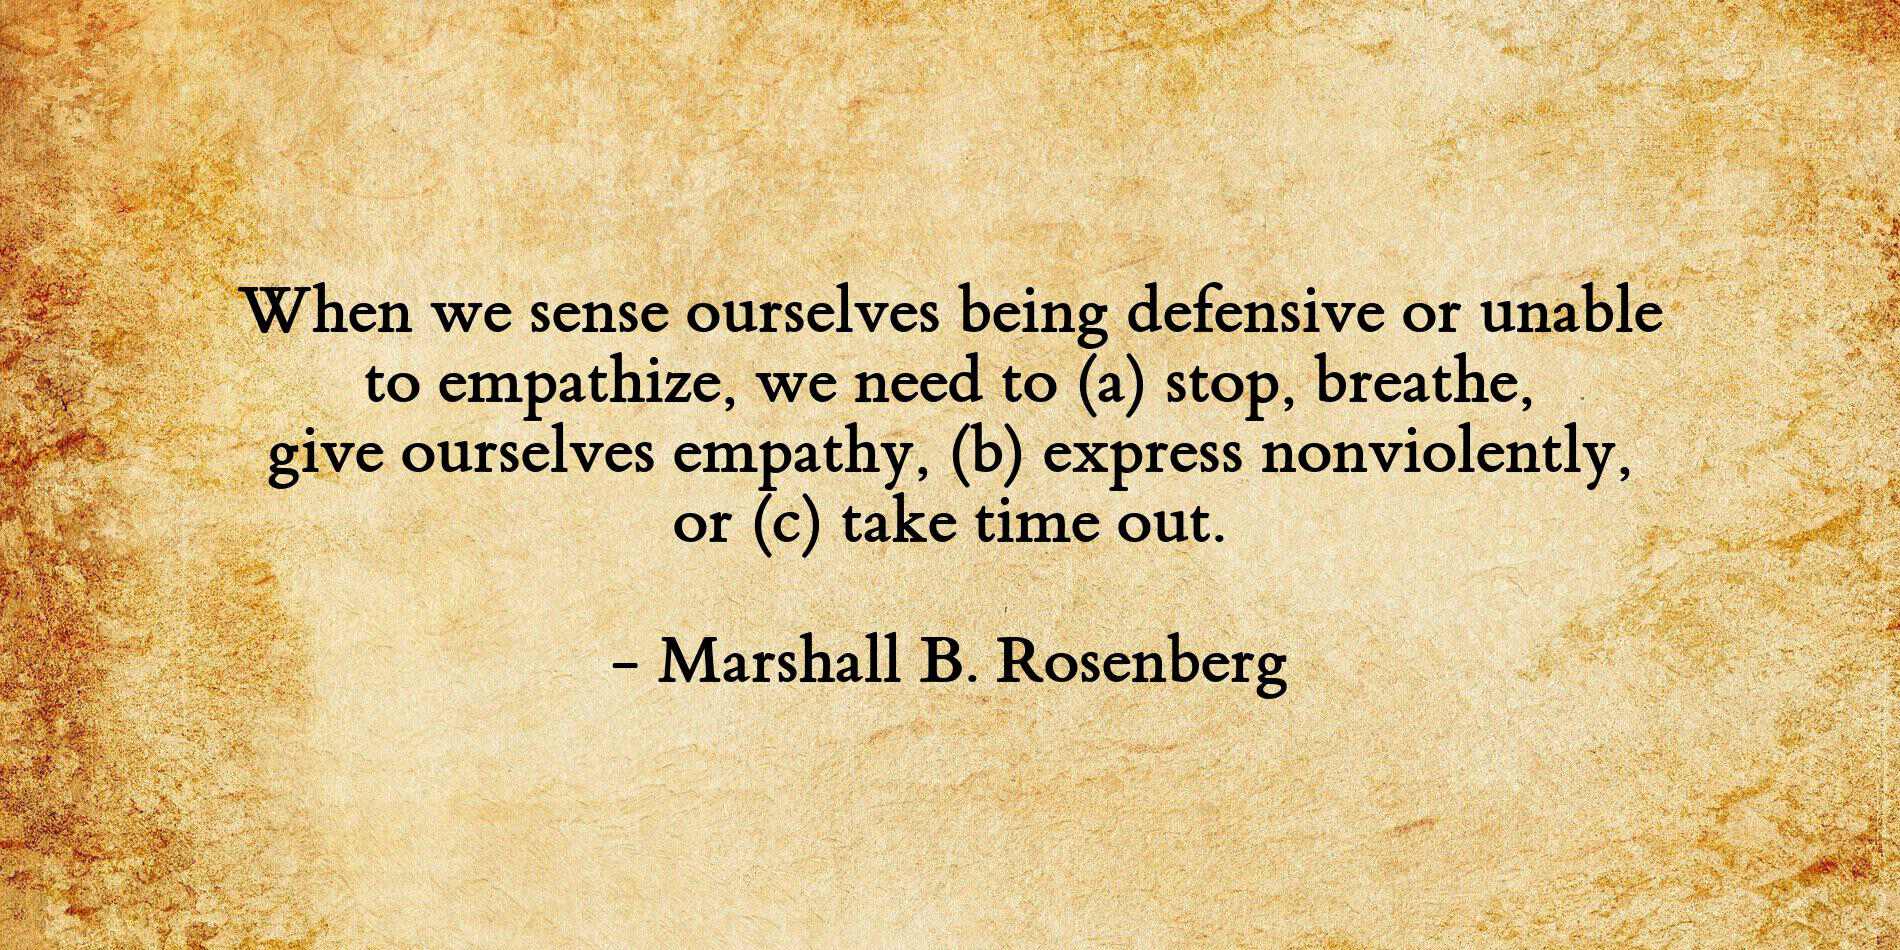 When we sense ourselves being defensive or unable
to empathize, we need to (a) stop, breathe,
give ourselves empathy, (b) express nonviolently,
or (c) take time out.
– Marshall B. Rosenberg